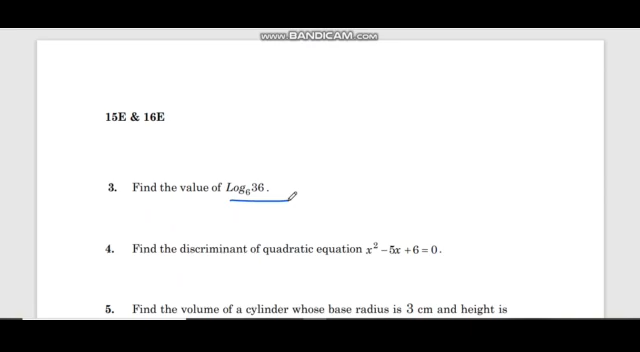 www.BANDICAM.COM
15E & 16E
3. Find the value of Log₆36.
4. Find the discriminant of quadratic equation x² – 5x + 6 = 0.
5. Find the volume of a cylinder whose base radius is 3 cm and height is